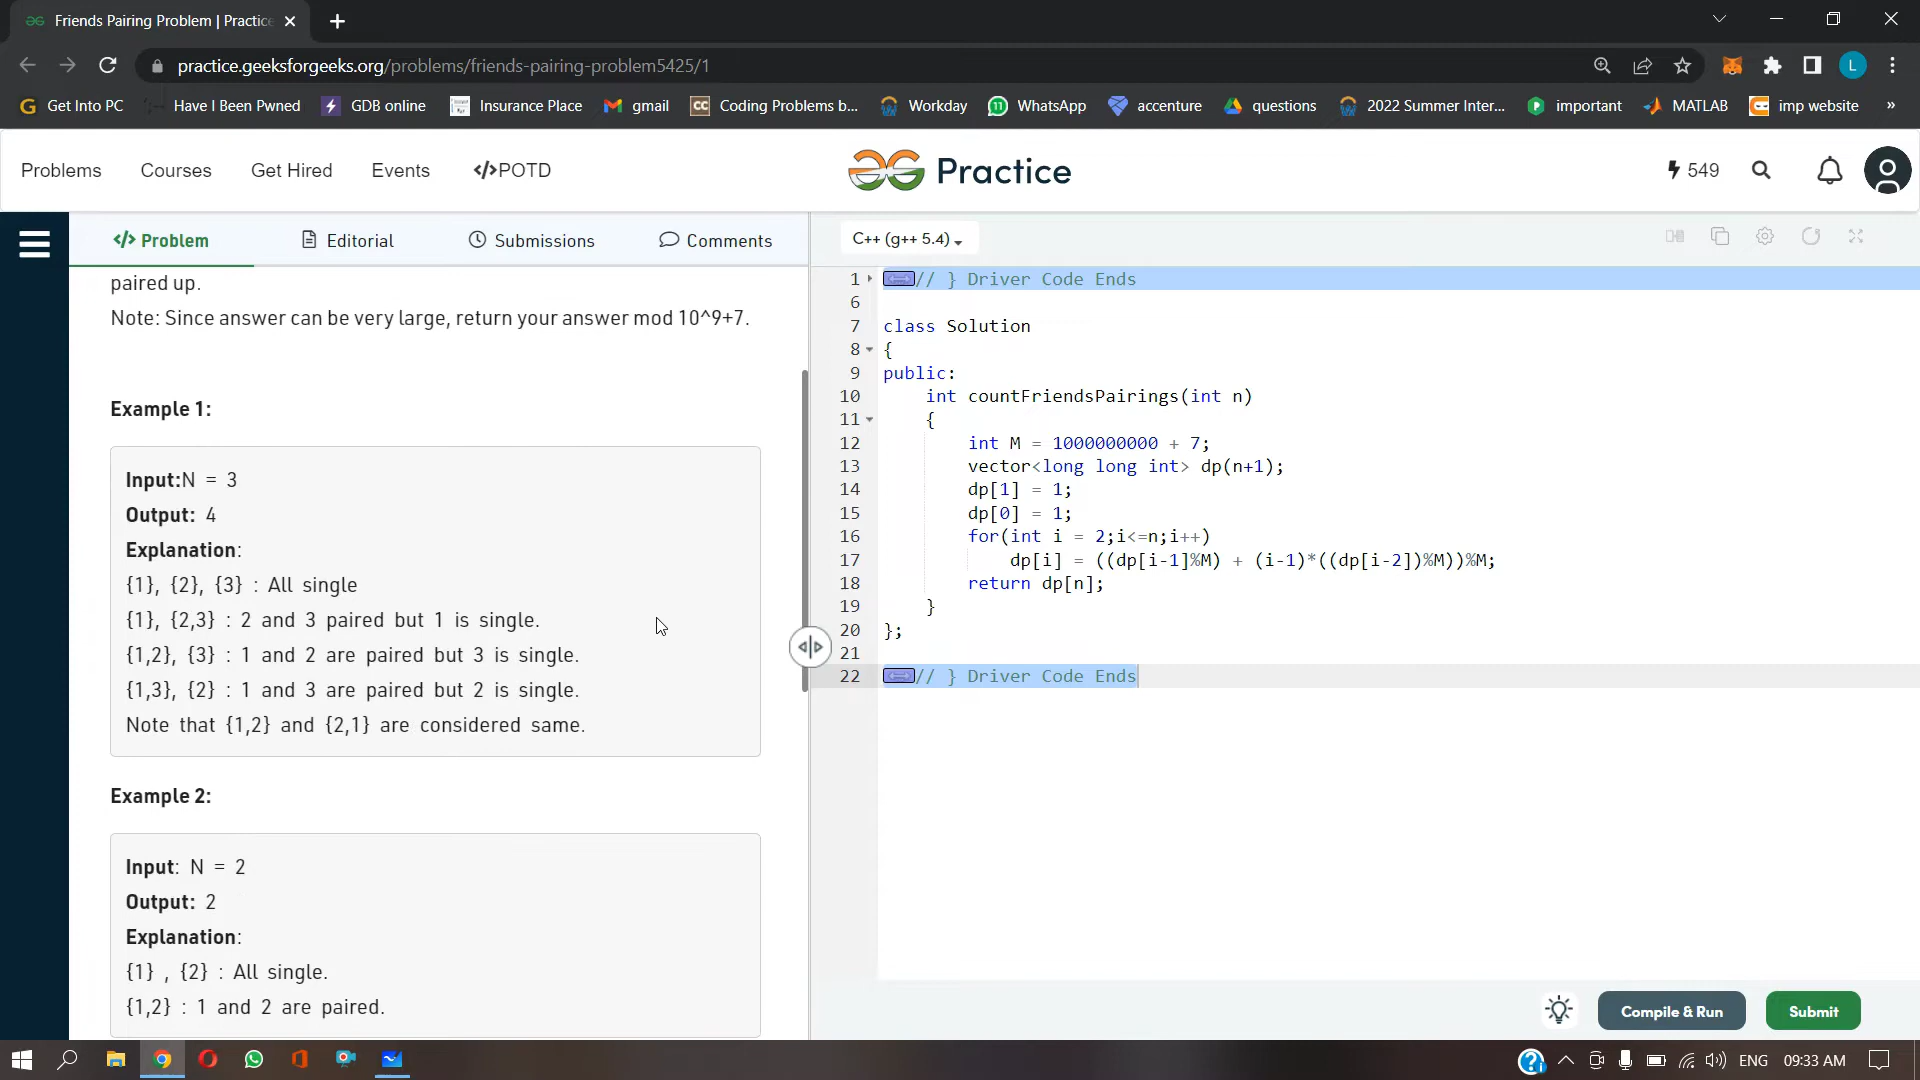 Friends Pairing Problem | Practice
practice.geeksforgeeks.org/problems/friends-pairing-problem5425/1
L
Get Into PC
Have I Been Pwned
GDB online
Insurance Place
gmail
Coding Problems b...
Workday
WhatsApp
accenture
questions
2022 Summer Inter...
important
MATLAB
imp website
»
Problems
Courses
Get Hired
Events
</>POTD
Practice
549
</> Problem
Editorial
Submissions
Comments
C++ (g++ 5.4)
paired up.
Note: Since answer can be very large, return your answer mod 10^9+7.
Example 1:
Input:N = 3
Output: 4
Explanation:
{1}, {2}, {3} : All single
{1}, {2,3} : 2 and 3 paired but 1 is single.
{1,2}, {3} : 1 and 2 are paired but 3 is single.
{1,3}, {2} : 1 and 3 are paired but 2 is single.
Note that {1,2} and {2,1} are considered same.
Example 2:
Input: N = 2
Output: 2
Explanation:
{1} , {2} : All single.
{1,2} : 1 and 2 are paired.
1 // } Driver Code Ends
6
7 class Solution
8 {
9 public:
10 int countFriendsPairings(int n)
11 {
12 int M = 1000000000 + 7;
13 vector<long long int> dp(n+1);
14 dp[1] = 1;
15 dp[0] = 1;
16 for(int i = 2;i<=n;i++)
17 dp[i] = ((dp[i-1]%M) + (i-1)*((dp[i-2])%M))%M;
18 return dp[n];
19 }
20 };
21
22 // } Driver Code Ends
Compile & Run
Submit
ENG
09:33 AM